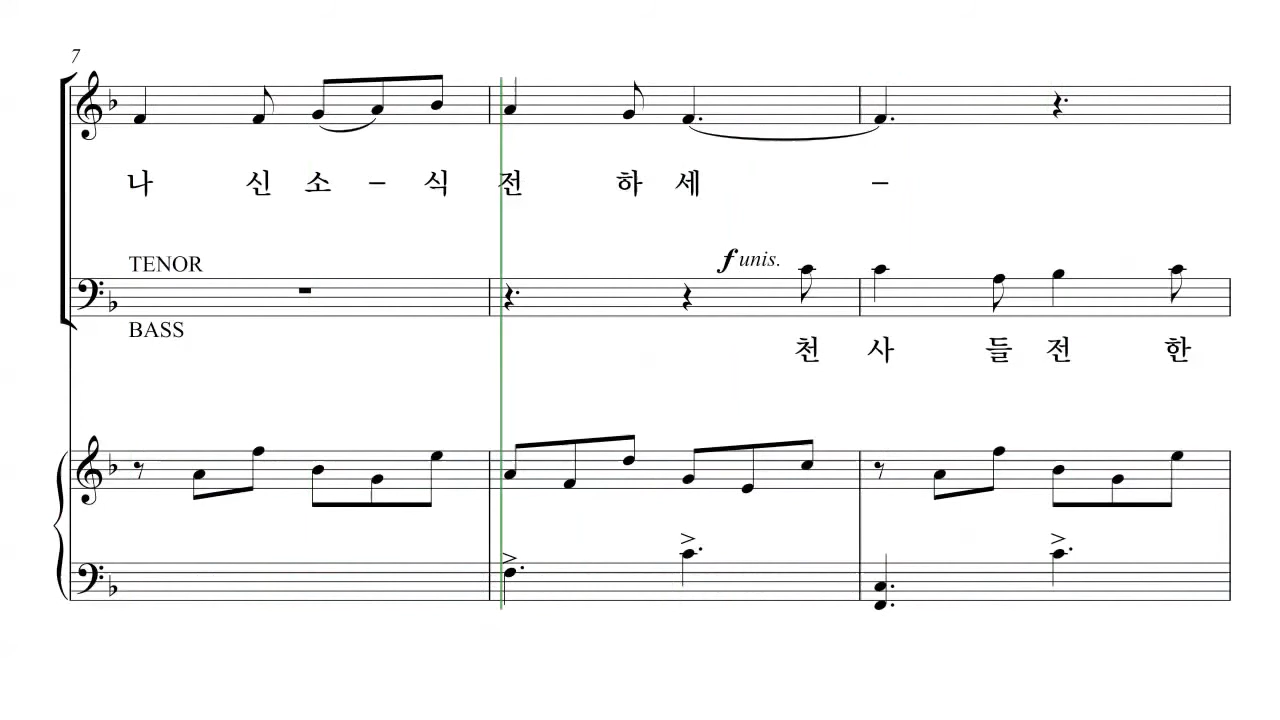 7
나 신 소 – 식 전 하 세 –
TENOR
f unis.
BASS
천 사 들 전 한